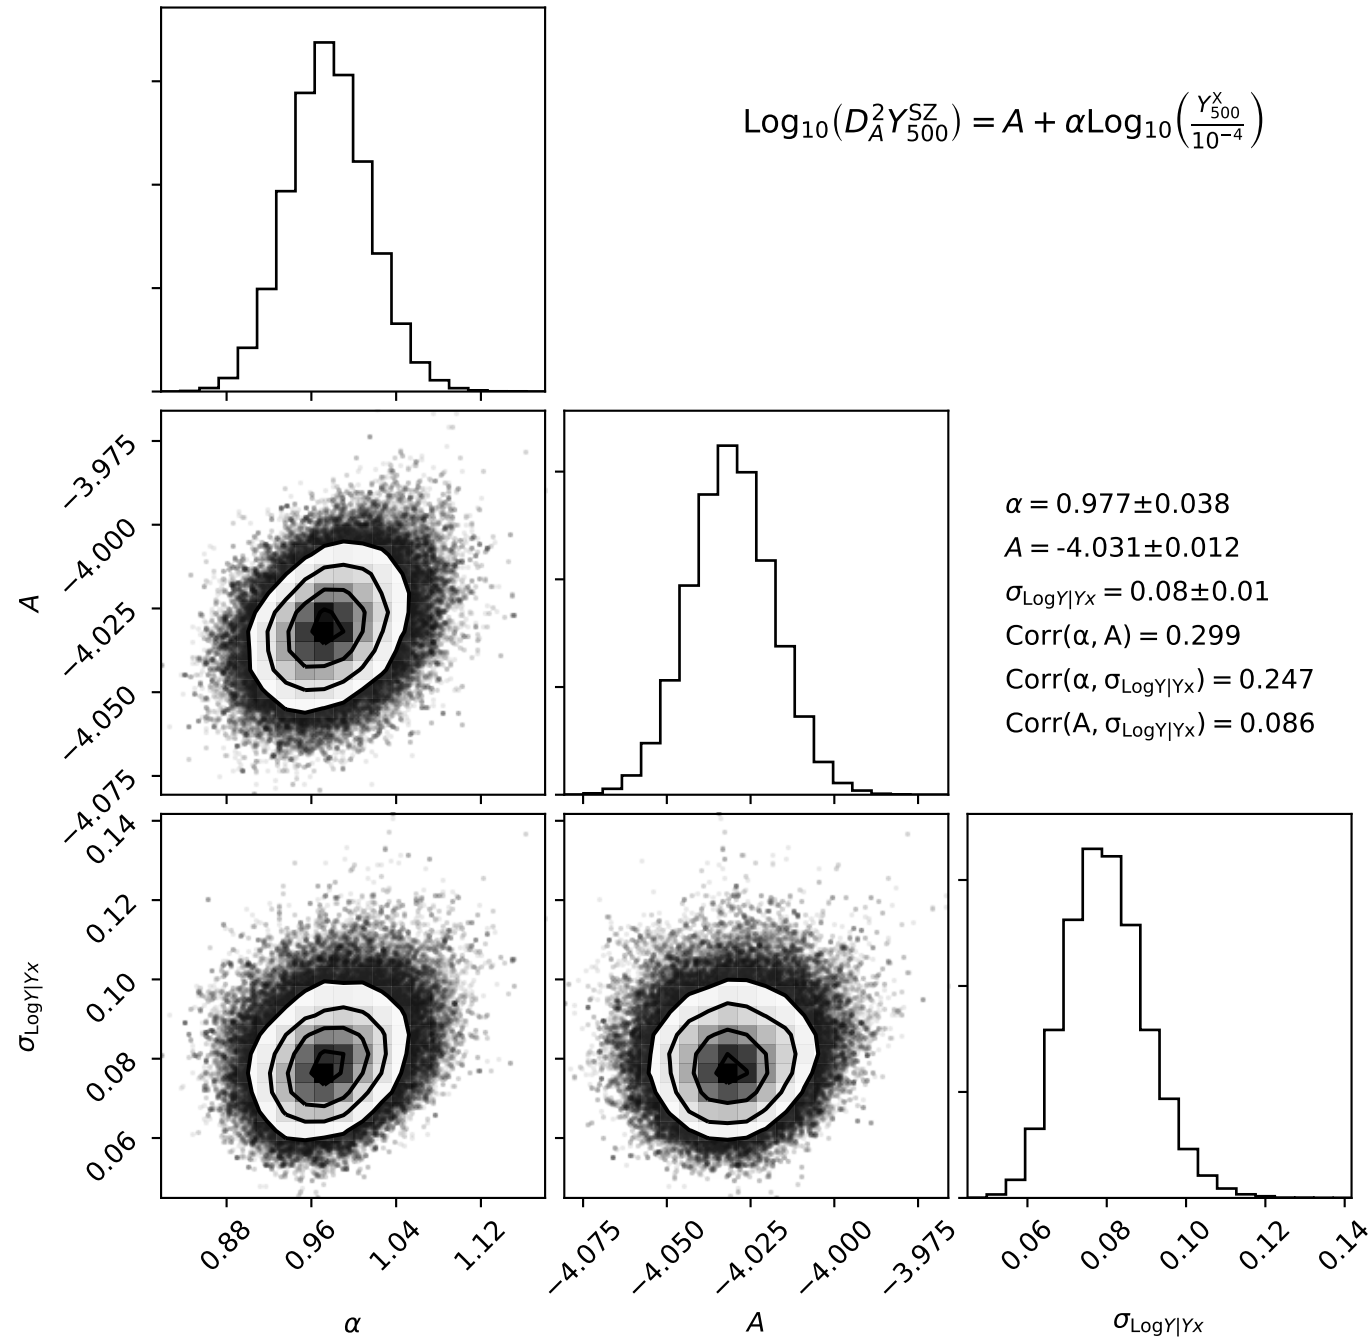 Log₁₀(D_A²Y₅₀₀^SZ) = A + αLog₁₀(Y₅₀₀^X / 10⁻⁴)
−3.975
−4.000
−4.025
−4.050
−4.075
A
α = 0.977±0.038
A = -4.031±0.012
σ_LogY|Yx = 0.08±0.01
Corr(α, A) = 0.299
Corr(α, σ_LogY|Yx) = 0.247
Corr(A, σ_LogY|Yx) = 0.086
0.14
0.12
0.10
0.08
0.06
σ_LogY|Yx
0.88 0.96 1.04 1.12
−4.075 −4.050 −4.025 −4.000 −3.975
0.06 0.08 0.10 0.12 0.14
α
A
σ_LogY|Yx